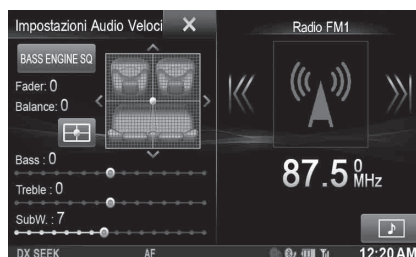 Impostazioni Audio Veloci
Radio FM1
BASS ENGINE SQ
Fader: 0
Balance: 0
Bass : 0
Treble : 0
SubW. : 7
87.5 0 MHz
DX SEEK
AF
12:20 AM